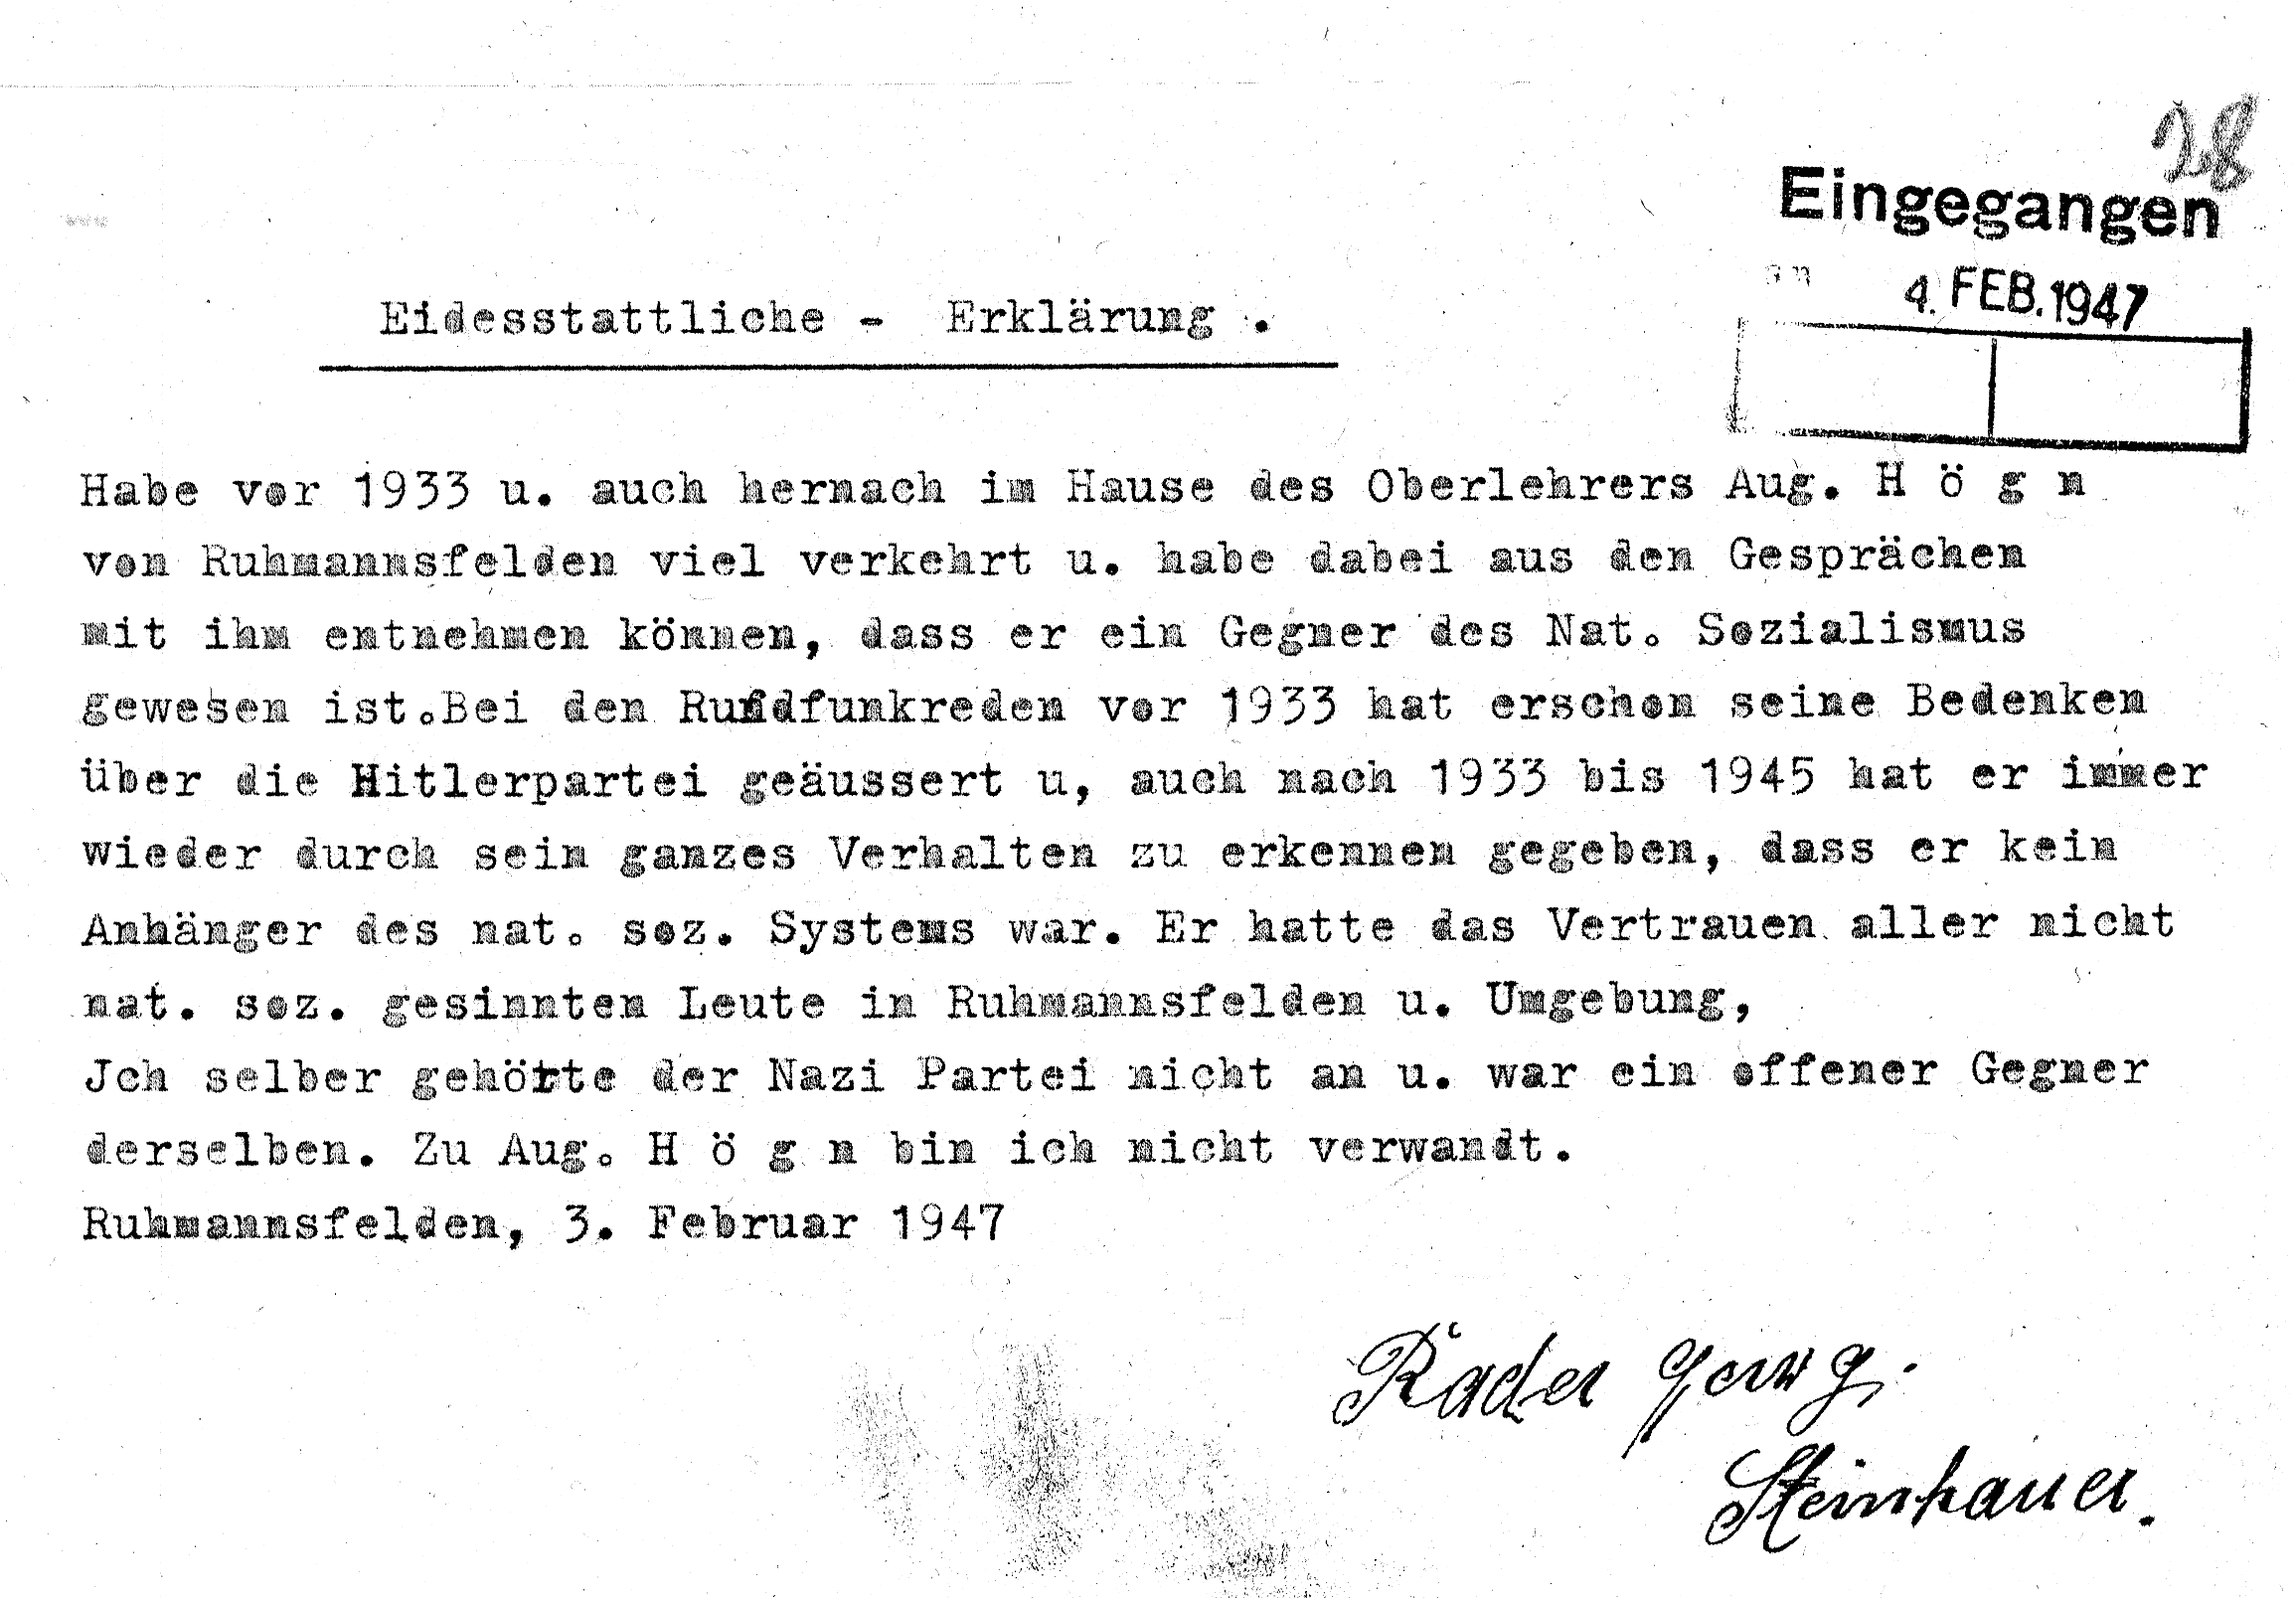 28
Eingegangen
am 4. FEB. 1947
Eidesstattliche - Erklärung .
Habe vor 1933 u. auch hernach im Hause des Oberlehrers Aug. H ö g n
von Ruhmannsfelden viel verkehrt u. habe dabei aus den Gesprächen
mit ihm entnehmen können, dass er ein Gegner des Nat. Sozialismus
gewesen ist.Bei den Rundfunkreden vor 1933 hat erschon seine Bedenken
über die Hitlerpartei geäussert u, auch nach 1933 bis 1945 hat er immer
wieder durch sein ganzes Verhalten zu erkennen gegeben, dass er kein
Anhänger des nat. soz. Systems war. Er hatte das Vertrauen aller nicht
nat. soz. gesinnten Leute in Ruhmannsfelden u. Umgebung,
Jch selber gehörte der Nazi Partei nicht an u. war ein offener Gegner
derselben. Zu Aug. H ö g n bin ich nicht verwandt.
Ruhmannsfelden, 3. Februar 1947
Rader Georg.
Steinhauer.